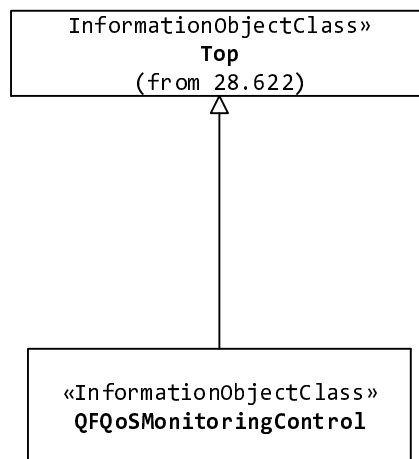 InformationObjectClass»
Top
(from 28.622)
«InformationObjectClass»
QFQoSMonitoringControl